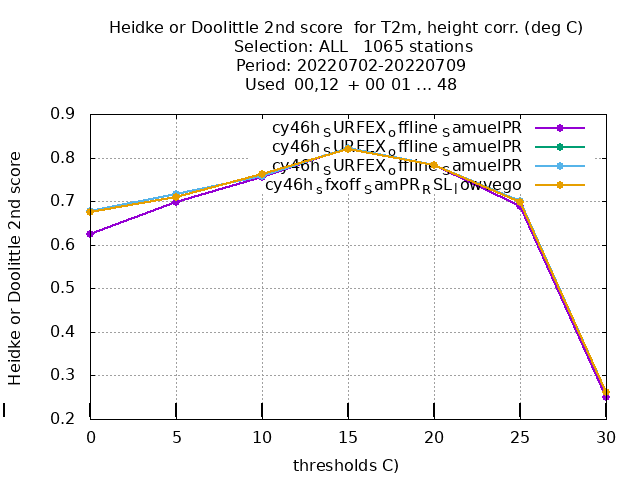 Heidke or Doolittle 2nd score for T2m, height corr. (deg C)
Selection: ALL 1065 stations
Period: 20220702-20220709
Used 00,12 + 00 01 ... 48
Heidke or Doolittle 2nd score
0.9
0.8
0.7
0.6
0.5
0.4
0.3
0.2
cy46h_SURFEX_offline_SamuelPR
cy46h_SURFEX_offline_SamuelPR
cy46h_SURFEX_offline_SamuelPR
cy46h_sfxoff_SamPR_RSL_lowvego
0 5 10 15 20 25 30
thresholds C)